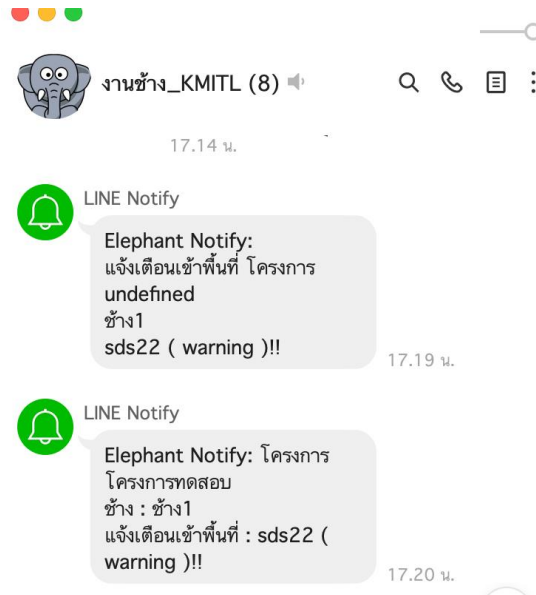 งานช้าง_KMITL (8)
17.14 น.
LINE Notify
Elephant Notify:
แจ้งเตือนเข้าพื้นที่ โครงการ
undefined
ช้าง1
sds22 ( warning )!!
17.19 น.
LINE Notify
Elephant Notify: โครงการ
โครงการทดสอบ
ช้าง : ช้าง1
แจ้งเตือนเข้าพื้นที่ : sds22 (
warning )!!
17.20 น.